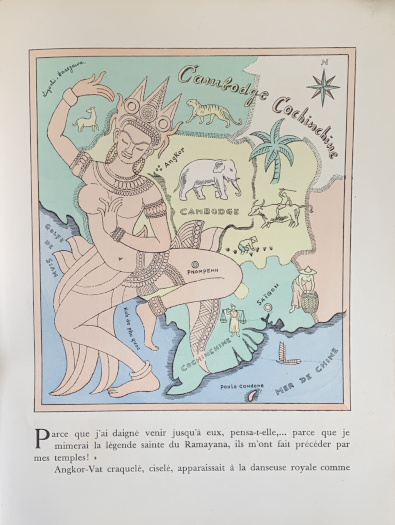 Cambodge Cochinchine
N
Angkor
CAMBODGE
GOLFE
DE
SIAM
PNOMPENH
SAIGON
COCHINCHINE
Poulo Condore
MER DE CHINE
Parce que j'ai daigné venir jusqu'à eux, pensa-t-elle,... parce que je
mimerai la légende sainte du Ramayana, ils m'ont fait précéder par
mes temples! »
Angkor-Vat craquelé, ciselé, apparaissait à la danseuse royale comme